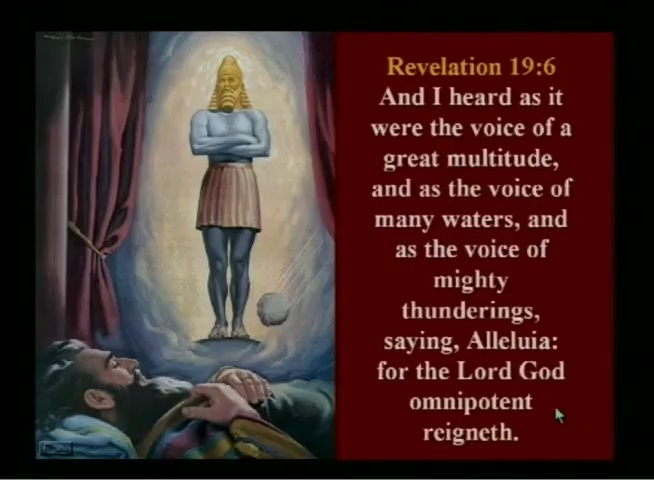 Revelation 19:6
And I heard as it
were the voice of a
great multitude,
and as the voice of
many waters, and
as the voice of
mighty
thunderings,
saying, Alleluia:
for the Lord God
omnipotent
reigneth.